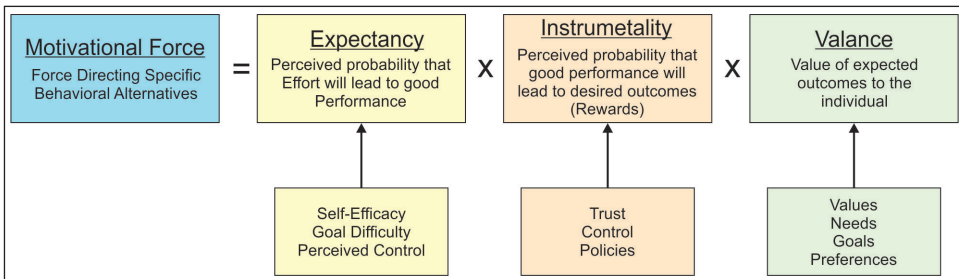 Motivational Force
Force Directing Specific
Behavioral Alternatives
=
Expectancy
Perceived probability that
Effort will lead to good
Performance
X
Instrumetality
Perceived probability that
good performance will
lead to desired outcomes
(Rewards)
X
Valance
Value of expected
outcomes to the
individual
Self-Efficacy
Goal Difficulty
Perceived Control
Trust
Control
Policies
Values
Needs
Goals
Preferences